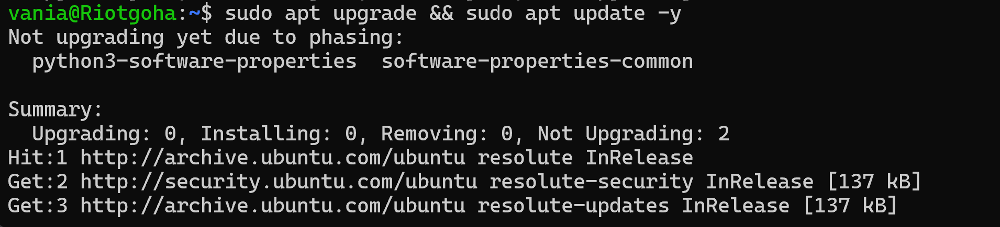 vania@Riotgoha:~$ sudo apt upgrade && sudo apt update -y
Not upgrading yet due to phasing:
  python3-software-properties  software-properties-common

Summary:
  Upgrading: 0, Installing: 0, Removing: 0, Not Upgrading: 2
Hit:1 http://archive.ubuntu.com/ubuntu resolute InRelease
Get:2 http://security.ubuntu.com/ubuntu resolute-security InRelease [137 kB]
Get:3 http://archive.ubuntu.com/ubuntu resolute-updates InRelease [137 kB]